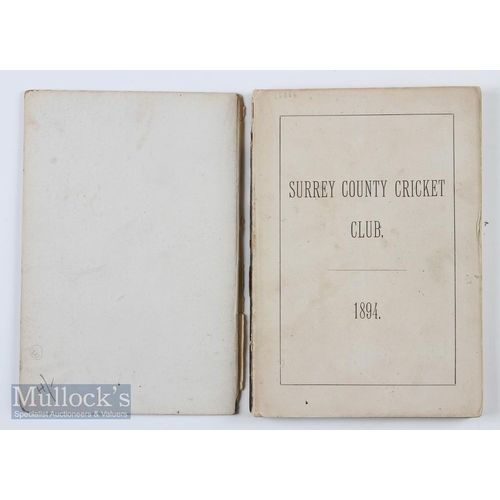 SURREY COUNTY CRICKET
CLUB.
1894.
Mullock's
Specialist Auctioneers & Valuers